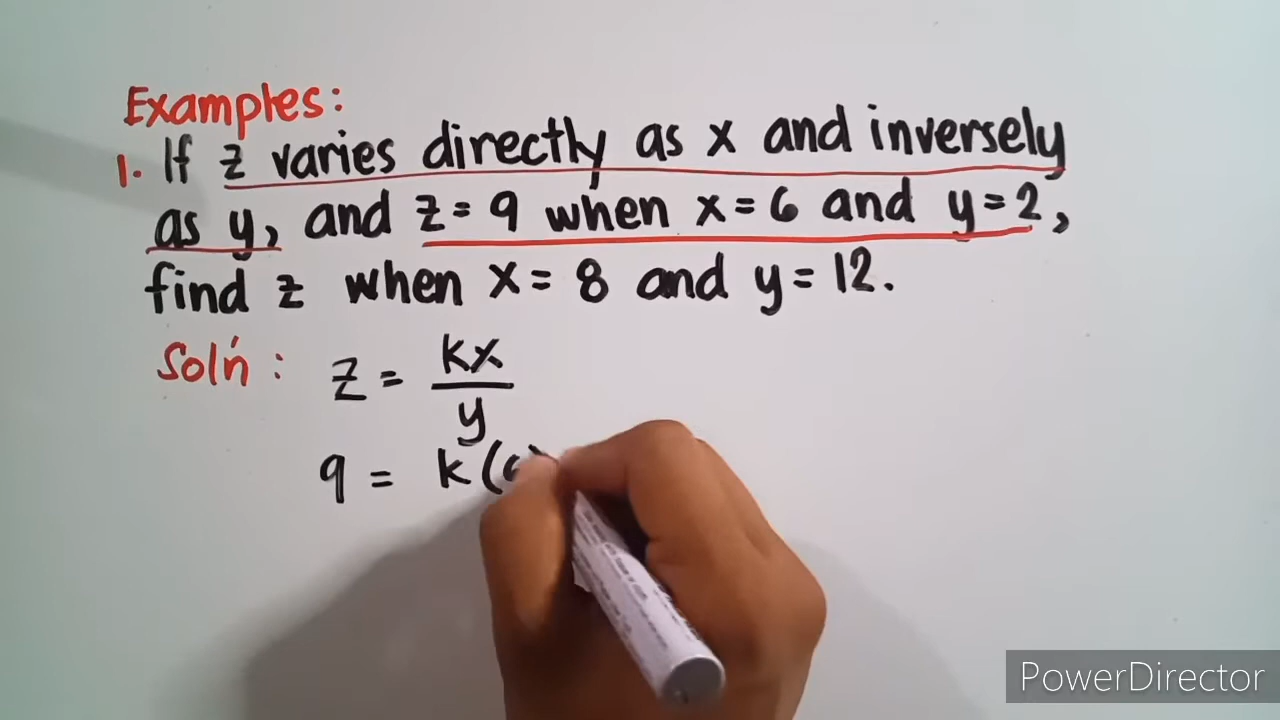 Examples:
1. If z varies directly as x and inversely
as y, and z = 9 when x = 6 and y = 2,
find z when x = 8 and y = 12.
Sol'n : z = kx
y
9 = k (
PowerDirector